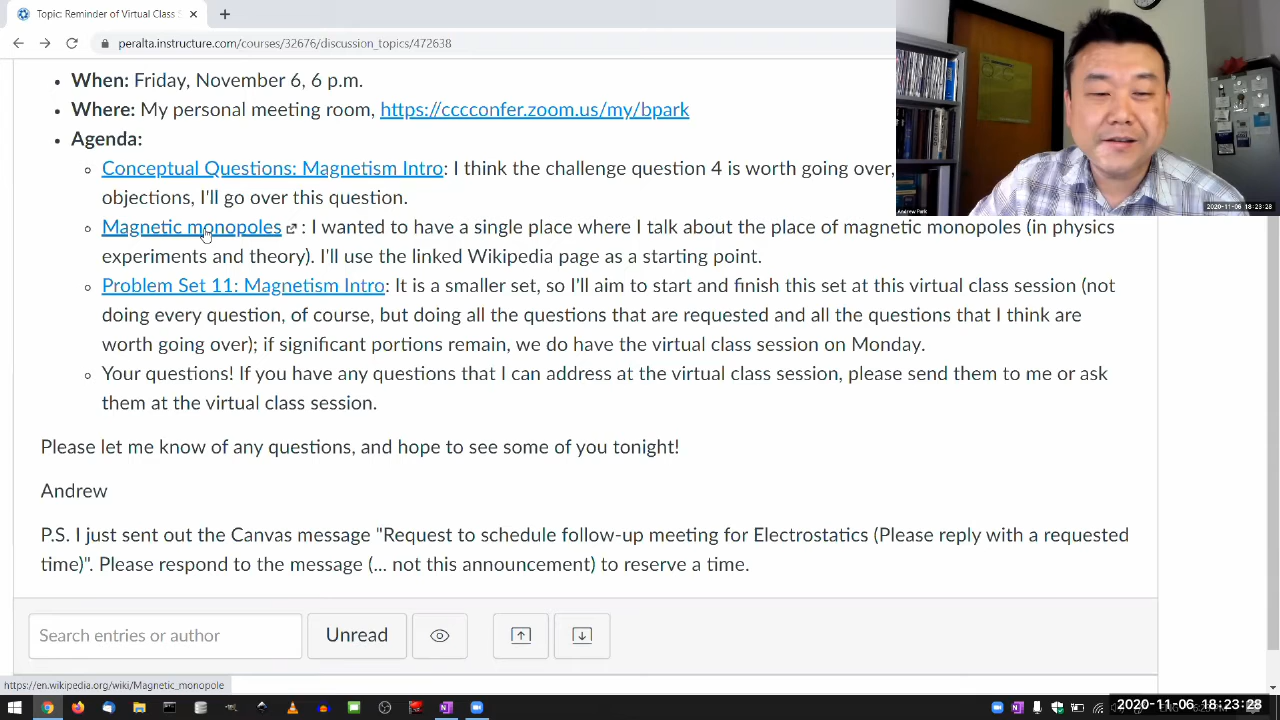 Topic: Reminder of Virtual Class S
peralta.instructure.com/courses/32676/discussion_topics/472638
When: Friday, November 6, 6 p.m.
Where: My personal meeting room, https://cccconfer.zoom.us/my/bpark
Agenda:
Conceptual Questions: Magnetism Intro: I think the challenge question 4 is worth going over,
objections, I'll go over this question.
Magnetic monopoles : I wanted to have a single place where I talk about the place of magnetic monopoles (in physics
experiments and theory). I'll use the linked Wikipedia page as a starting point.
Problem Set 11: Magnetism Intro: It is a smaller set, so I'll aim to start and finish this set at this virtual class session (not
doing every question, of course, but doing all the questions that are requested and all the questions that I think are
worth going over); if significant portions remain, we do have the virtual class session on Monday.
Your questions! If you have any questions that I can address at the virtual class session, please send them to me or ask
them at the virtual class session.
Please let me know of any questions, and hope to see some of you tonight!
Andrew
P.S. I just sent out the Canvas message "Request to schedule follow-up meeting for Electrostatics (Please reply with a requested
time)". Please respond to the message (... not this announcement) to reserve a time.
Search entries or author
Unread
https://en.wikipedia.org/wiki/Magnetic_monopole
Andrew Park
2020-11-06 18:23:28
2020-11-06 18:23:28